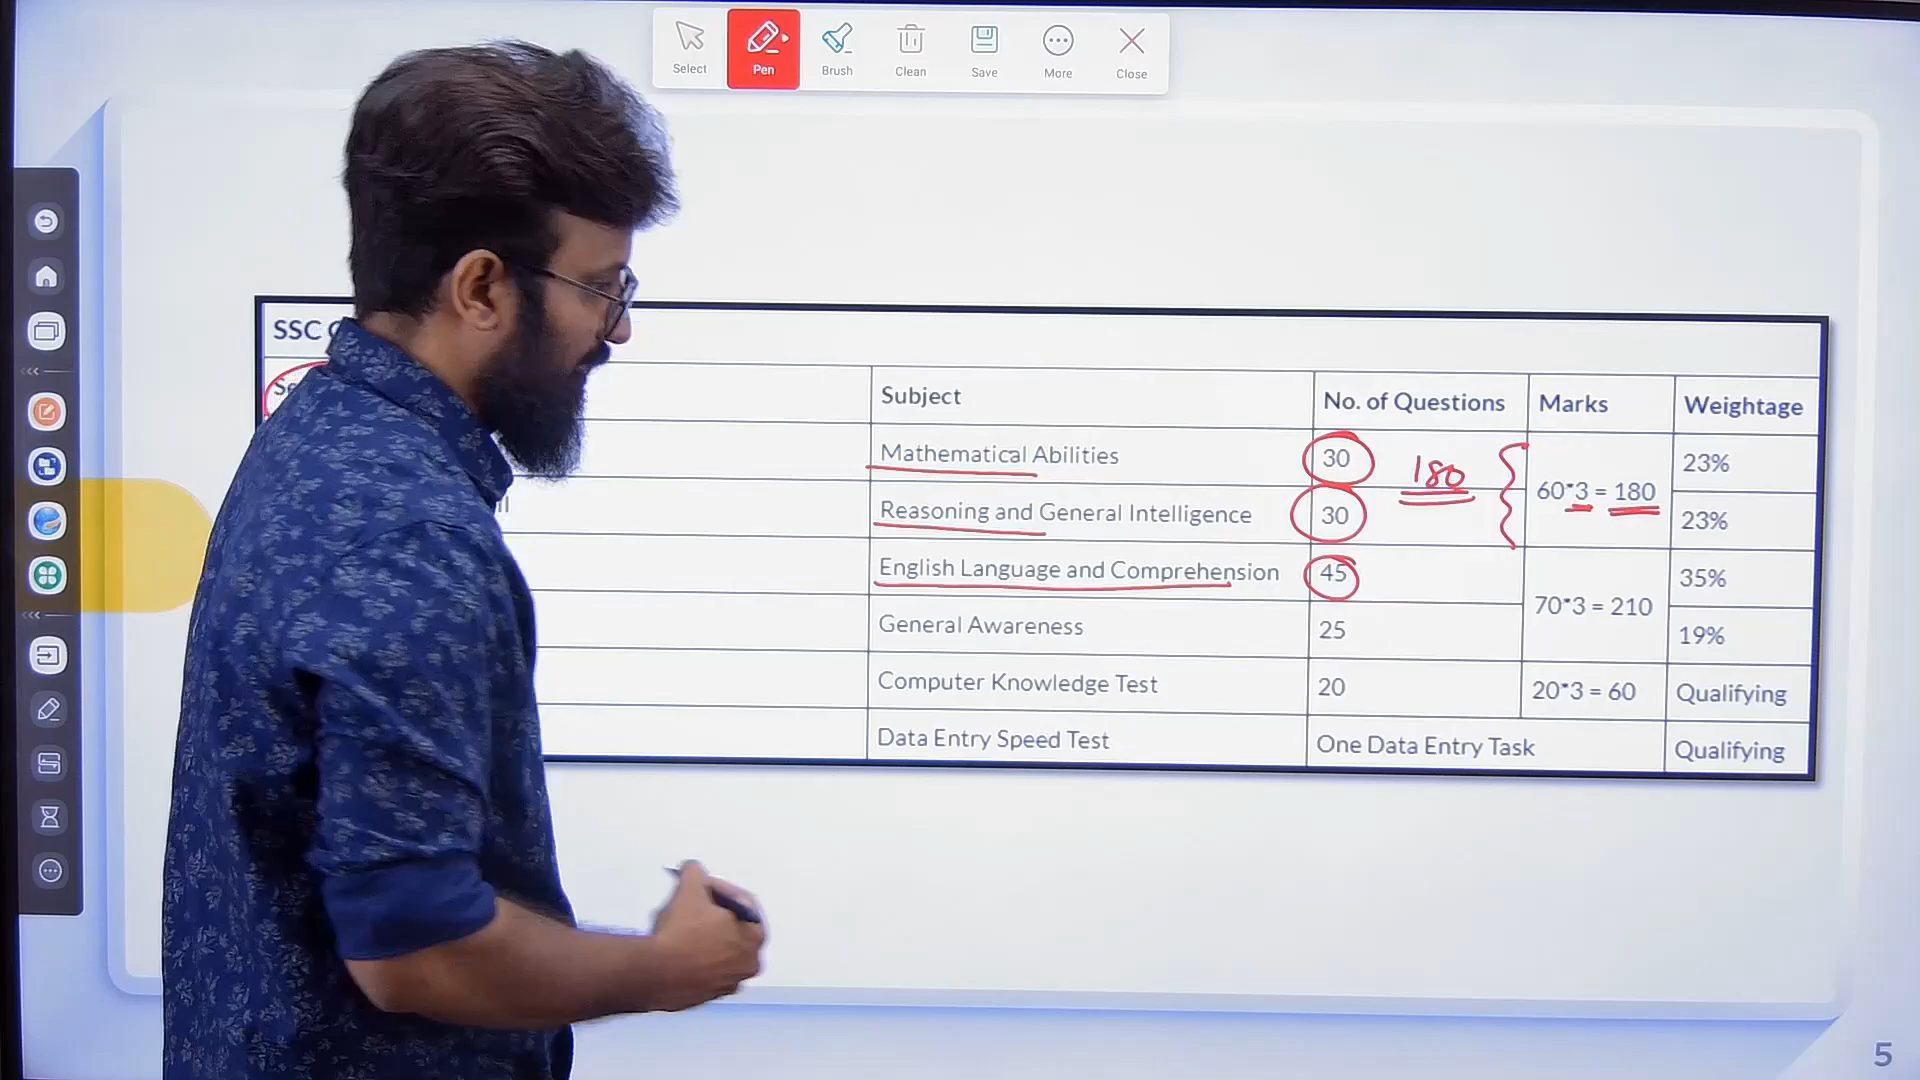 Select Pen Brush Clean Save More Close
SSC
Subject No. of Questions Marks Weightage
Mathematical Abilities 30 180 60*3 = 180 23%
Reasoning and General Intelligence 30 23%
English Language and Comprehension 45 70*3 = 210 35%
General Awareness 25 19%
Computer Knowledge Test 20 20*3 = 60 Qualifying
Data Entry Speed Test One Data Entry Task Qualifying
5